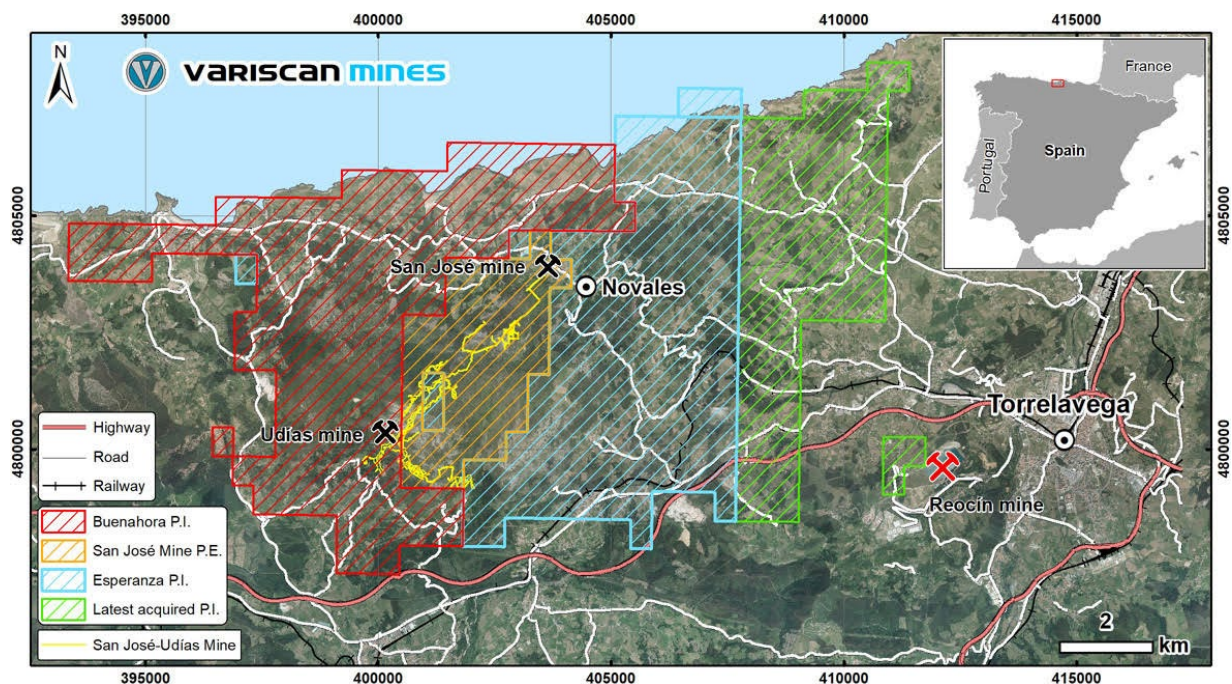 395000 400000 405000 410000 415000
N
VARISCAN MINES
France
Portugal
Spain
4805000
4805000
San José mine
Novales
Highway
Road
Railway
Udías mine
Torrelavega
4800000
4800000
Reocín mine
Buenahora P.I.
San José Mine P.E.
Esperanza P.I.
Latest acquired P.I.
San José-Udías Mine
2
km
395000 400000 405000 410000 415000